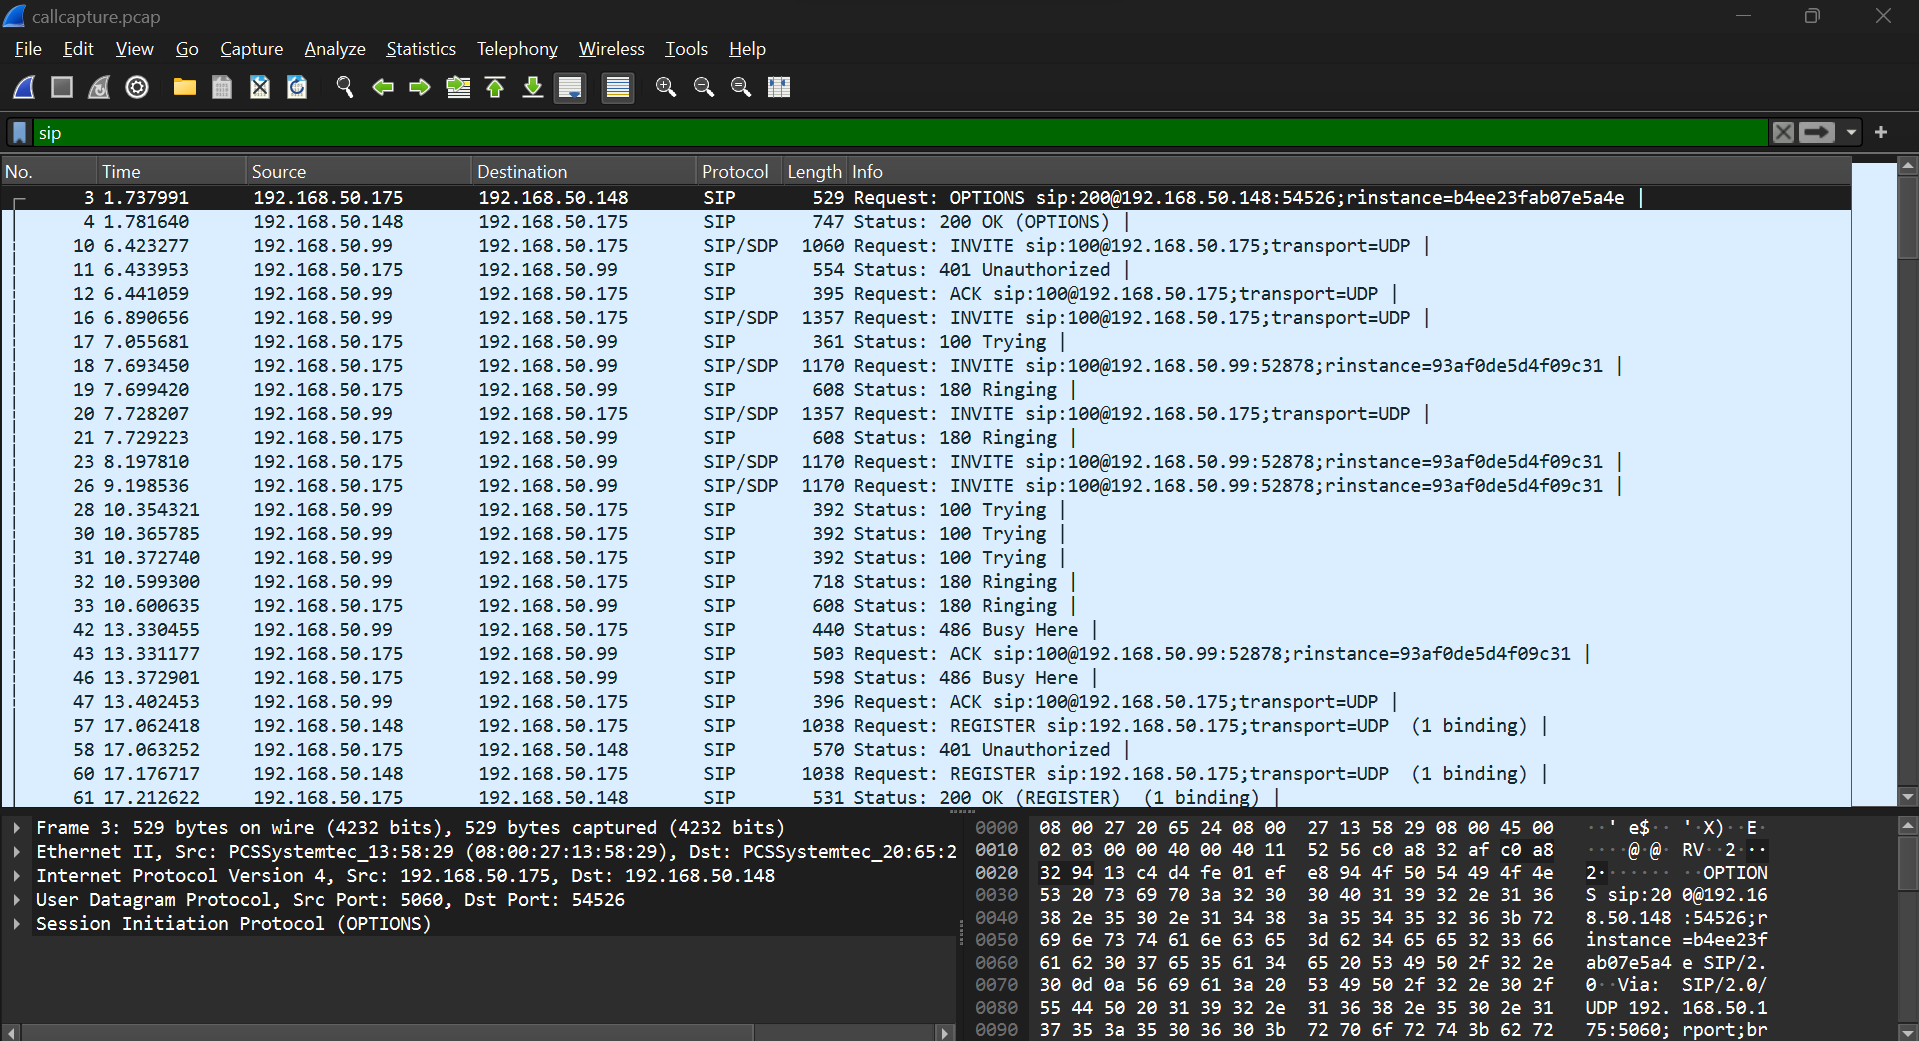 callcapture.pcap
File Edit View Go Capture Analyze Statistics Telephony Wireless Tools Help
sip
No. Time Source Destination Protocol Length Info
3 1.737991 192.168.50.175 192.168.50.148 SIP 529 Request: OPTIONS sip:200@192.168.50.148:54526;rinstance=b4ee23fab07e5a4e |
4 1.781640 192.168.50.148 192.168.50.175 SIP 747 Status: 200 OK (OPTIONS) |
10 6.423277 192.168.50.99 192.168.50.175 SIP/SDP 1060 Request: INVITE sip:100@192.168.50.175;transport=UDP |
11 6.433953 192.168.50.175 192.168.50.99 SIP 554 Status: 401 Unauthorized |
12 6.441059 192.168.50.99 192.168.50.175 SIP 395 Request: ACK sip:100@192.168.50.175;transport=UDP |
16 6.890656 192.168.50.99 192.168.50.175 SIP/SDP 1357 Request: INVITE sip:100@192.168.50.175;transport=UDP |
17 7.055681 192.168.50.175 192.168.50.99 SIP 361 Status: 100 Trying |
18 7.693450 192.168.50.175 192.168.50.99 SIP/SDP 1170 Request: INVITE sip:100@192.168.50.99:52878;rinstance=93af0de5d4f09c31 |
19 7.699420 192.168.50.175 192.168.50.99 SIP 608 Status: 180 Ringing |
20 7.728207 192.168.50.99 192.168.50.175 SIP/SDP 1357 Request: INVITE sip:100@192.168.50.175;transport=UDP |
21 7.729223 192.168.50.175 192.168.50.99 SIP 608 Status: 180 Ringing |
23 8.197810 192.168.50.175 192.168.50.99 SIP/SDP 1170 Request: INVITE sip:100@192.168.50.99:52878;rinstance=93af0de5d4f09c31 |
26 9.198536 192.168.50.175 192.168.50.99 SIP/SDP 1170 Request: INVITE sip:100@192.168.50.99:52878;rinstance=93af0de5d4f09c31 |
28 10.354321 192.168.50.99 192.168.50.175 SIP 392 Status: 100 Trying |
30 10.365785 192.168.50.99 192.168.50.175 SIP 392 Status: 100 Trying |
31 10.372740 192.168.50.99 192.168.50.175 SIP 392 Status: 100 Trying |
32 10.599300 192.168.50.99 192.168.50.175 SIP 718 Status: 180 Ringing |
33 10.600635 192.168.50.175 192.168.50.99 SIP 608 Status: 180 Ringing |
42 13.330455 192.168.50.99 192.168.50.175 SIP 440 Status: 486 Busy Here |
43 13.331177 192.168.50.175 192.168.50.99 SIP 503 Request: ACK sip:100@192.168.50.99:52878;rinstance=93af0de5d4f09c31 |
46 13.372901 192.168.50.175 192.168.50.99 SIP 598 Status: 486 Busy Here |
47 13.402453 192.168.50.99 192.168.50.175 SIP 396 Request: ACK sip:100@192.168.50.175;transport=UDP |
57 17.062418 192.168.50.148 192.168.50.175 SIP 1038 Request: REGISTER sip:192.168.50.175;transport=UDP (1 binding) |
58 17.063252 192.168.50.175 192.168.50.148 SIP 570 Status: 401 Unauthorized |
60 17.176717 192.168.50.148 192.168.50.175 SIP 1038 Request: REGISTER sip:192.168.50.175;transport=UDP (1 binding) |
61 17.212622 192.168.50.175 192.168.50.148 SIP 531 Status: 200 OK (REGISTER) (1 binding) |
Frame 3: 529 bytes on wire (4232 bits), 529 bytes captured (4232 bits)
Ethernet II, Src: PCSSystemtec_13:58:29 (08:00:27:13:58:29), Dst: PCSSystemtec_20:65:2
Internet Protocol Version 4, Src: 192.168.50.175, Dst: 192.168.50.148
User Datagram Protocol, Src Port: 5060, Dst Port: 54526
Session Initiation Protocol (OPTIONS)
0000 08 00 27 20 65 24 08 00 27 13 58 29 08 00 45 00 ··' e$·· '·X)··E·
0010 02 03 00 00 40 00 40 11 52 56 c0 a8 32 af c0 a8 ····@·@· RV··2···
0020 32 94 13 c4 d4 fe 01 ef e8 94 4f 50 54 49 4f 4e 2······· ··OPTION
0030 53 20 73 69 70 3a 32 30 30 40 31 39 32 2e 31 36 S sip:20 0@192.16
0040 38 2e 35 30 2e 31 34 38 3a 35 34 35 32 36 3b 72 8.50.148 :54526;r
0050 69 6e 73 74 61 6e 63 65 3d 62 34 65 65 32 33 66 instance =b4ee23f
0060 61 62 30 37 65 35 61 34 65 20 53 49 50 2f 32 2e ab07e5a4 e SIP/2.
0070 30 0d 0a 56 69 61 3a 20 53 49 50 2f 32 2e 30 2f 0··Via: SIP/2.0/
0080 55 44 50 20 31 39 32 2e 31 36 38 2e 35 30 2e 31 UDP 192. 168.50.1
0090 37 35 3a 35 30 36 30 3b 72 70 6f 72 74 3b 62 72 75:5060; rport;br